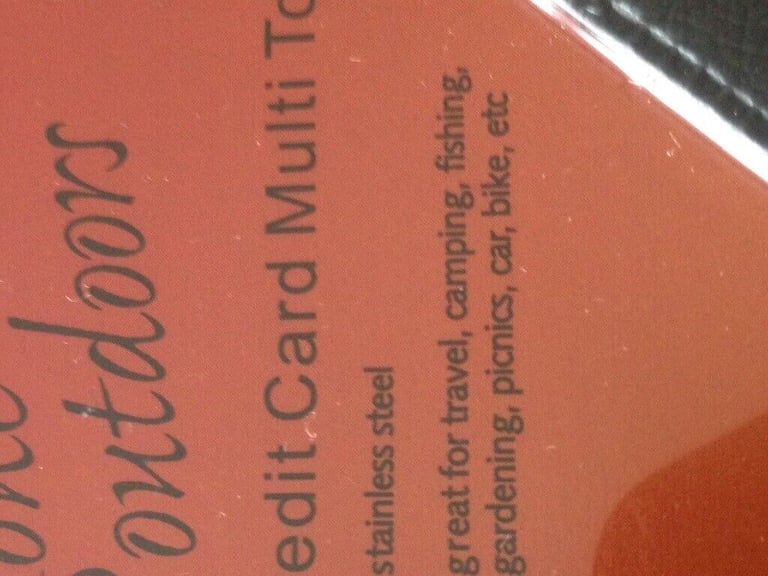 outdoors
edit Card Multi To
stainless steel
great for travel, camping, fishing,
gardening, picnics, car, bike, etc